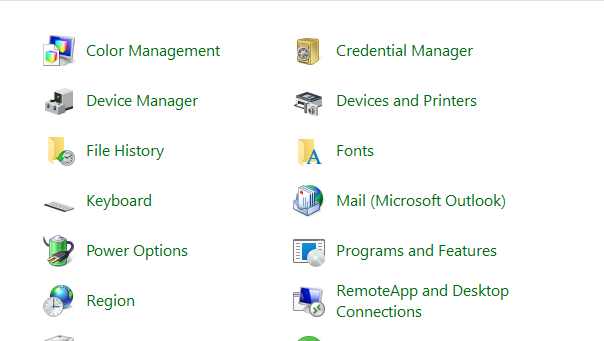 Color Management
Credential Manager
Device Manager
Devices and Printers
File History
Fonts
Keyboard
Mail (Microsoft Outlook)
Power Options
Programs and Features
Region
RemoteApp and Desktop
Connections